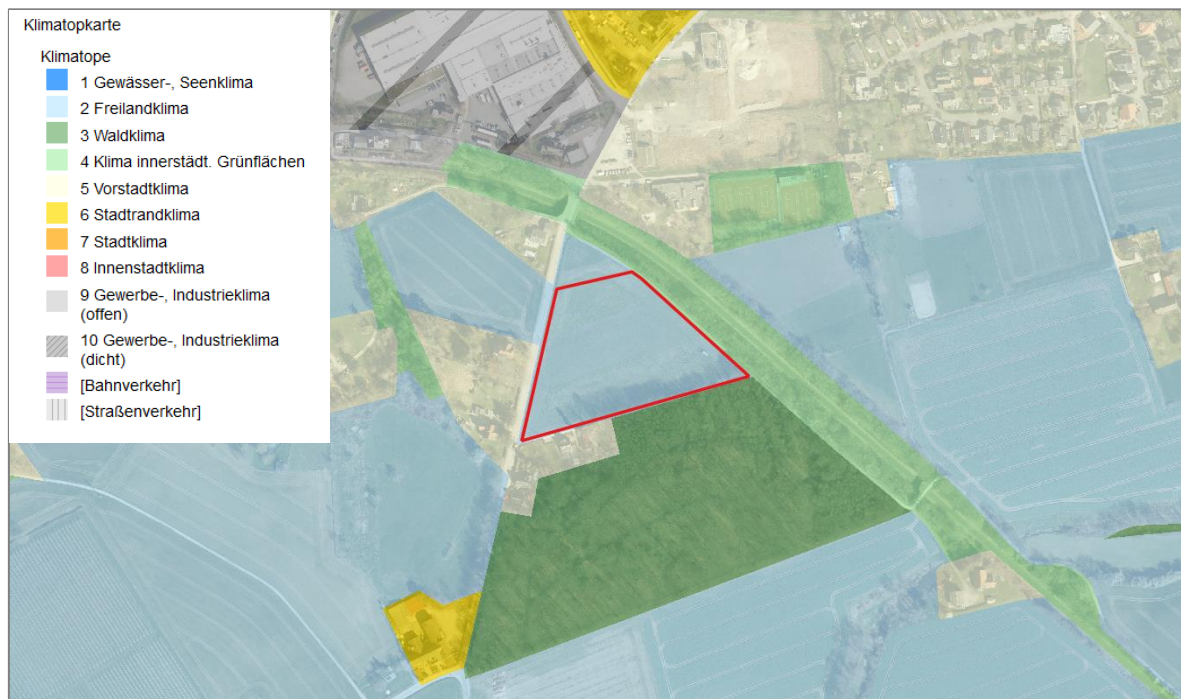 Klimatopkarte
Klimatope
1 Gewässer-, Seenklima
2 Freilandklima
3 Waldklima
4 Klima innerstädt. Grünflächen
5 Vorstadtklima
6 Stadtrandklima
7 Stadtklima
8 Innenstadtklima
9 Gewerbe-, Industrieklima
(offen)
10 Gewerbe-, Industrieklima
(dicht)
[Bahnverkehr]
[Straßenverkehr]